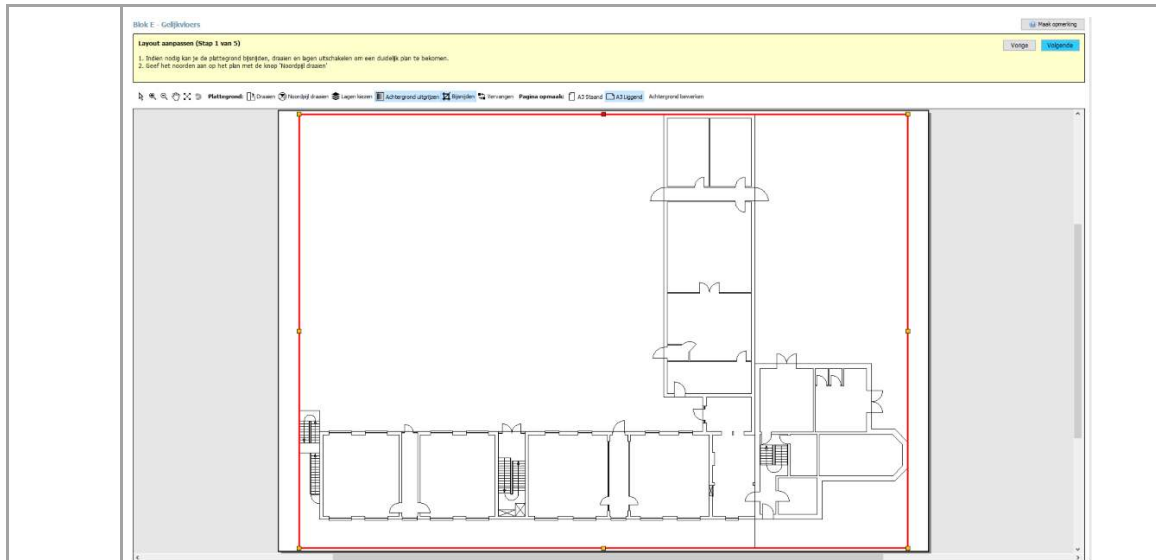 Blok E - Gelijkvloers
Maak opmerking
Layout aanpassen (Stap 1 van 5)
Vorige
Volgende
1. Indien nodig kan je de plattegrond bijsnijden, draaien en lagen uitschakelen om een duidelijk plan te bekomen.
2. Geef het noorden aan op het plan met de knop 'Noordpijl draaien'
Plattegrond: Draaien Noordpijl draaien Lagen kiezen Achtergrond uitgrijzen Bijsnijden Vervangen Pagina opmaak: A3 Staand A3 Liggend Achtergrond bewerken